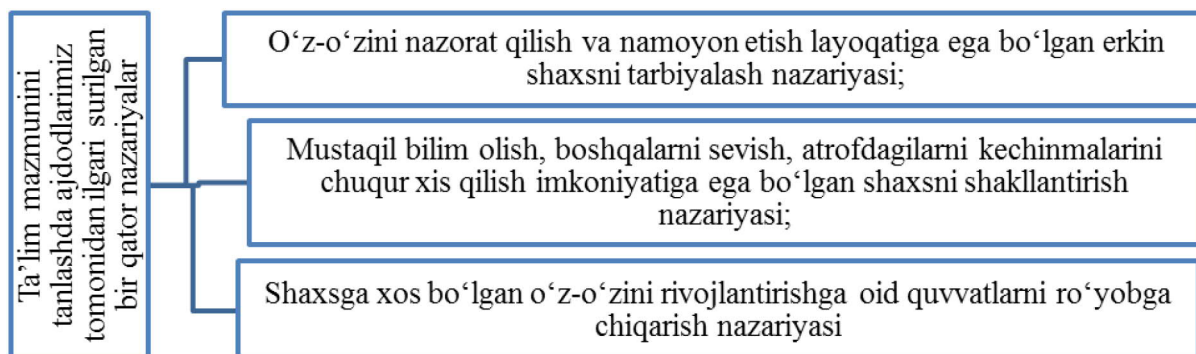 Ta’lim mazmunini
tanlashda ajdodlarimiz
tomonidan ilgari surilgan
bir qator nazariyalar
O‘z-o‘zini nazorat qilish va namoyon etish layoqatiga ega bo‘lgan erkin
shaxsni tarbiyalash nazariyasi;
Mustaqil bilim olish, boshqalarni sevish, atrofdagilarni kechinmalarini
chuqur xis qilish imkoniyatiga ega bo‘lgan shaxsni shakllantirish
nazariyasi;
Shaxsga xos bo‘lgan o‘z-o‘zini rivojlantirishga oid quvvatlarni ro‘yobga
chiqarish nazariyasi